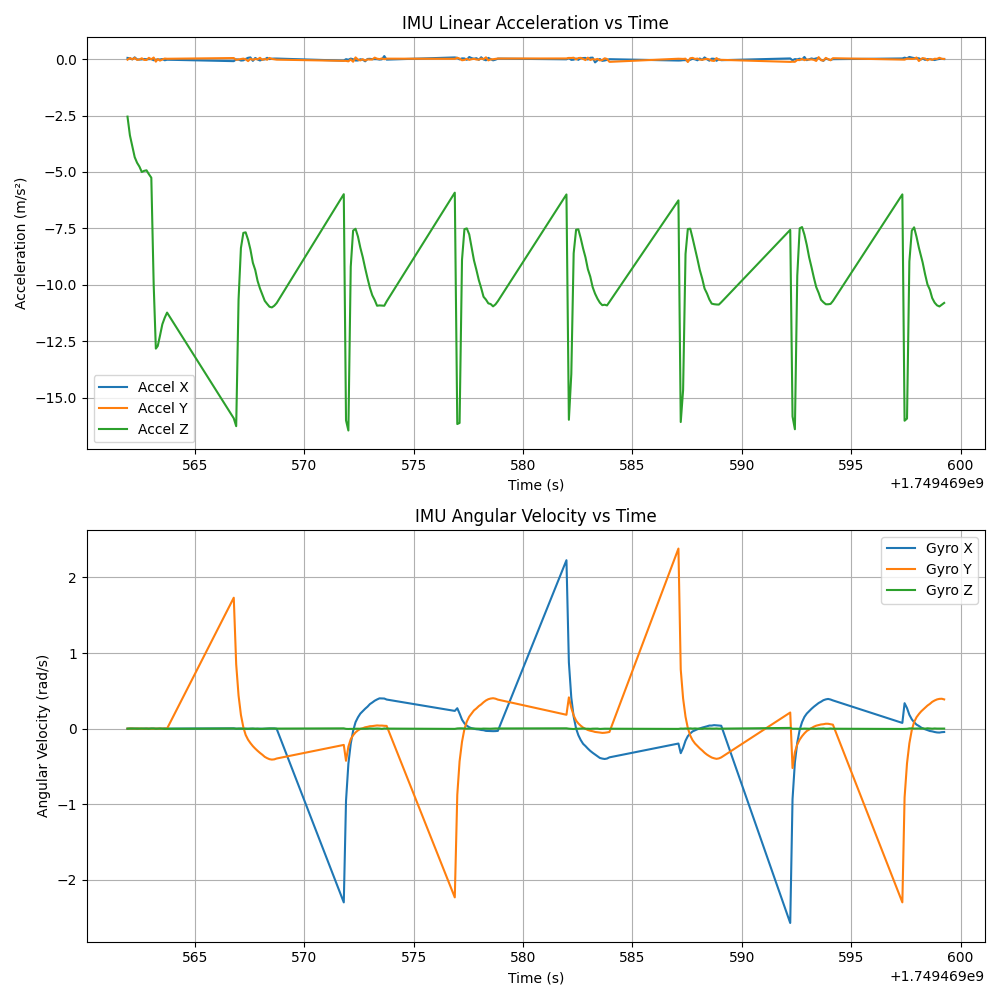 IMU Linear Acceleration vs Time
Acceleration (m/s²)
0.0
−2.5
−5.0
−7.5
−10.0
−12.5
−15.0
Accel X
Accel Y
Accel Z
565 570 575 580 585 590 595 600
Time (s)
+1.749469e9
IMU Angular Velocity vs Time
Angular Velocity (rad/s)
2
1
0
−1
−2
Gyro X
Gyro Y
Gyro Z
565 570 575 580 585 590 595 600
Time (s)
+1.749469e9